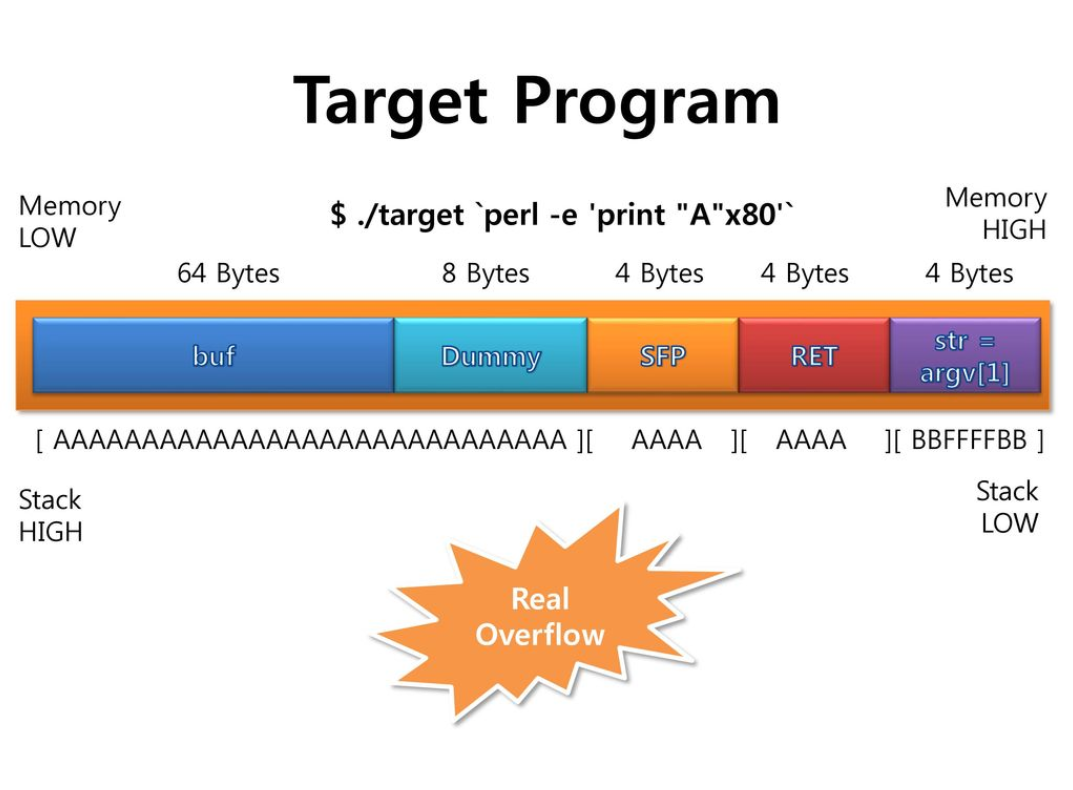 Target Program
Memory
LOW
$ ./target `perl -e 'print "A"x80'`
Memory
HIGH
64 Bytes
8 Bytes
4 Bytes
4 Bytes
4 Bytes
buf
Dummy
SFP
RET
str =
argv[1]
[ AAAAAAAAAAAAAAAAAAAAAAAAAAAAA ][ AAAA ][ AAAA ][ BBFFFFBB ]
Stack
HIGH
Stack
LOW
Real
Overflow